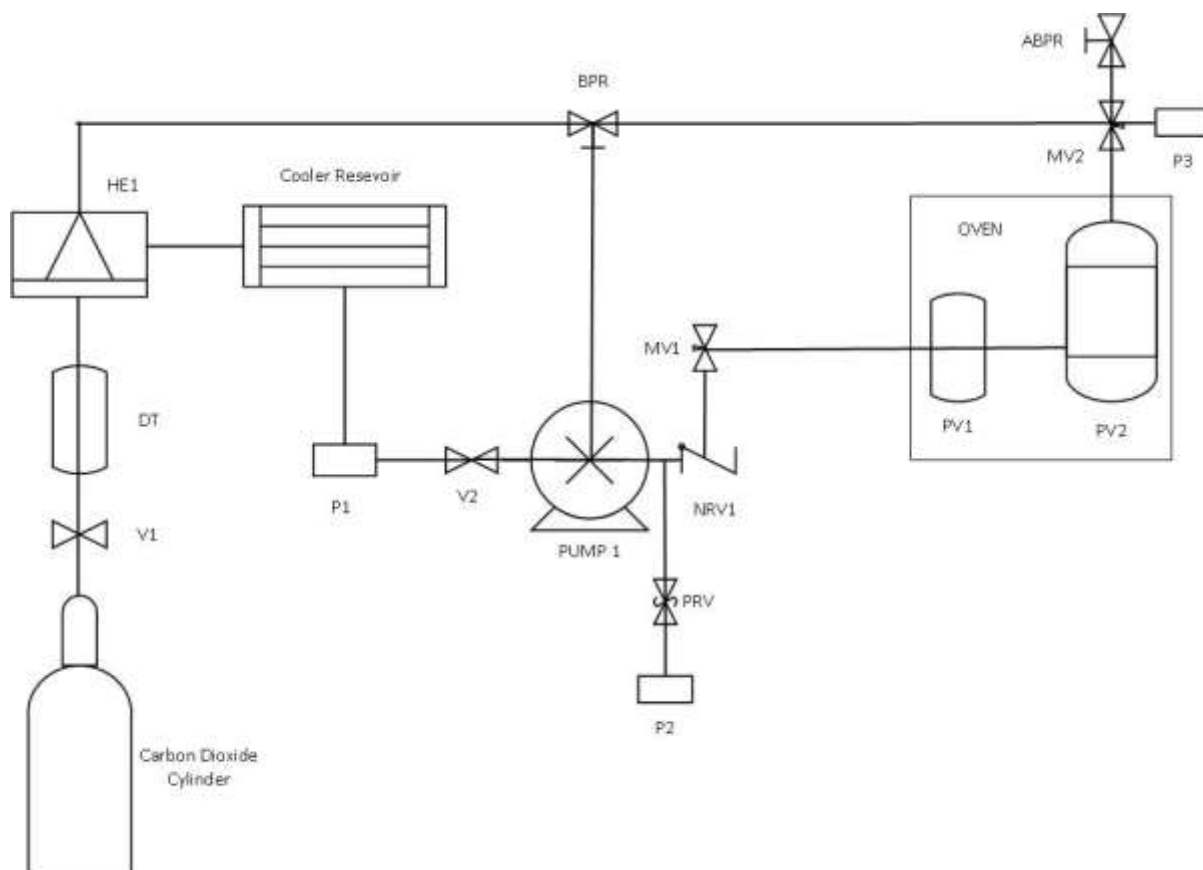 ABPR
BPR
MV2
P3
HE1
Cooler Resevoir
OVEN
MV1
DT
PV1
PV2
P1
V2
NRV1
V1
PUMP 1
PRV
P2
Carbon Dioxide
Cylinder